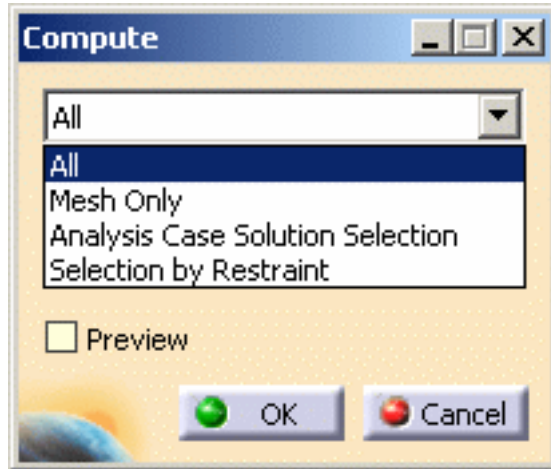 Compute
All
All
Mesh Only
Analysis Case Solution Selection
Selection by Restraint
Preview
OK Cancel